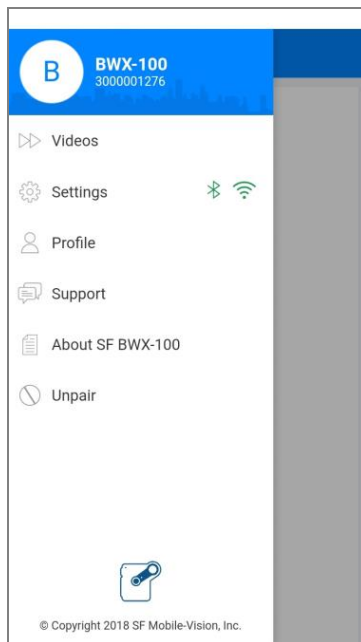 B
BWX-100
3000001276
Videos
Settings
Profile
Support
About SF BWX-100
Unpair
© Copyright 2018 SF Mobile-Vision, Inc.